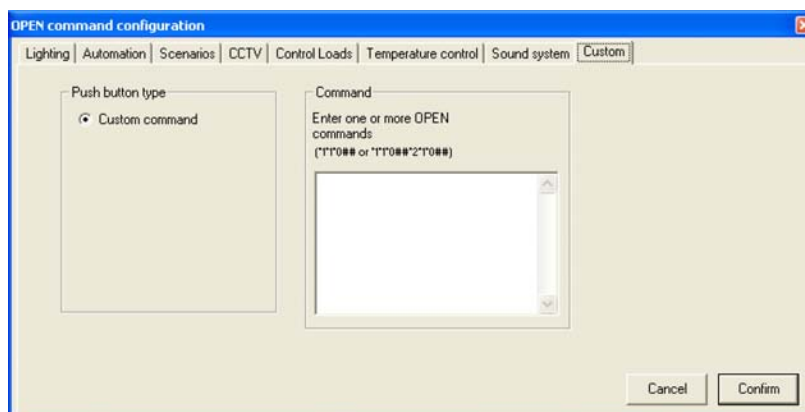 OPEN command configuration
Lighting Automation Scenarios CCTV Control Loads Temperature control Sound system Custom
Push button type
Custom command
Command
Enter one or more OPEN
commands
(*1*1*0## or *1*1*0##*2*1*0##)
Cancel Confirm